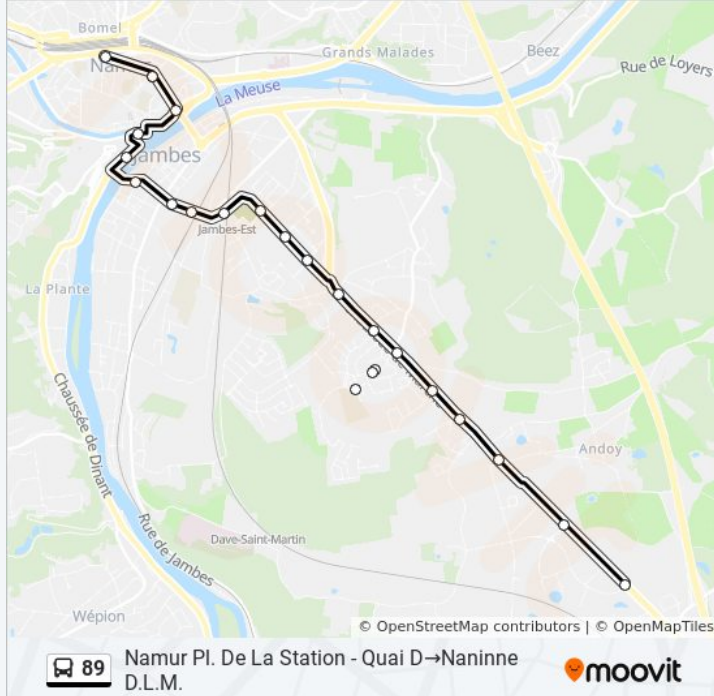 Bomel
Grands Malades
Beez
Rue de Loyers
Nam
La Meuse
Jambes
Jambes-Est
La Plante
Chaussée de Dinant
Andoy
Dave-Saint-Martin
Rue de Jambes
Wépion
© OpenStreetMap contributors | © OpenMapTiles
89
Namur Pl. De La Station - Quai D→Naninne
D.L.M.
moovit